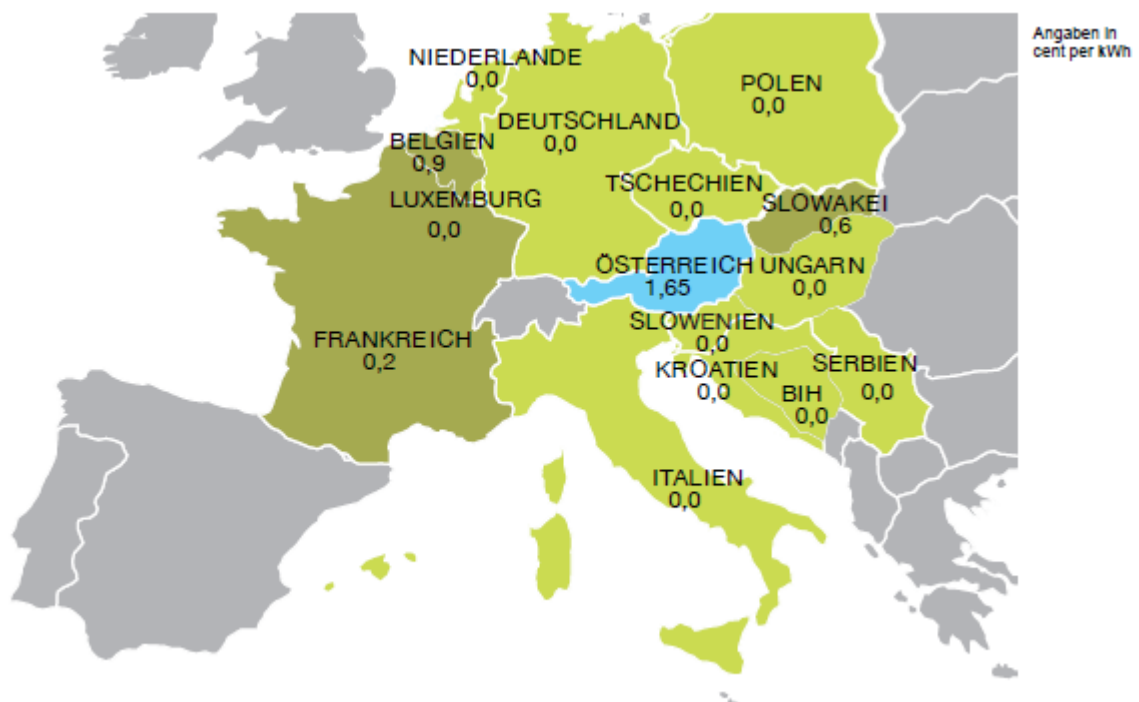 Angaben in
cent per kWh
NIEDERLANDE
0,0
POLEN
0,0
DEUTSCHLAND
0,0
BELGIEN
0,9
TSCHECHIEN
0,0
SLOWAKEI
0,6
LUXEMBURG
0,0
ÖSTERREICH
1,65
UNGARN
0,0
SLOWENIEN
0,0
FRANKREICH
0,2
KROATIEN
0,0
SERBIEN
0,0
BIH
0,0
ITALIEN
0,0